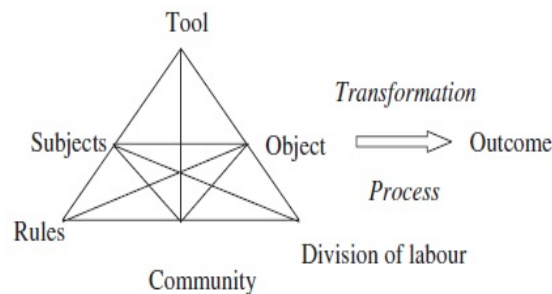 Tool
Transformation
Subjects
Object
Outcome
Process
Rules
Division of labour
Community